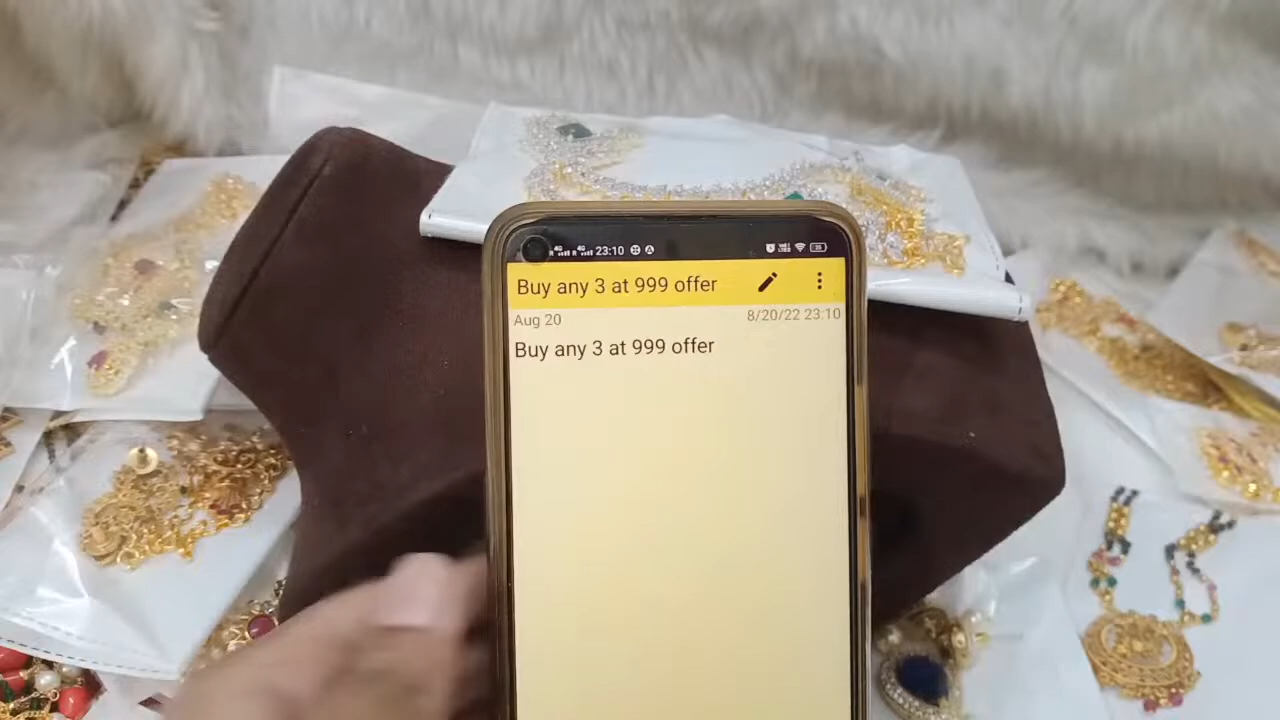 23:10
Buy any 3 at 999 offer
Aug 20 8/20/22 23:10
Buy any 3 at 999 offer